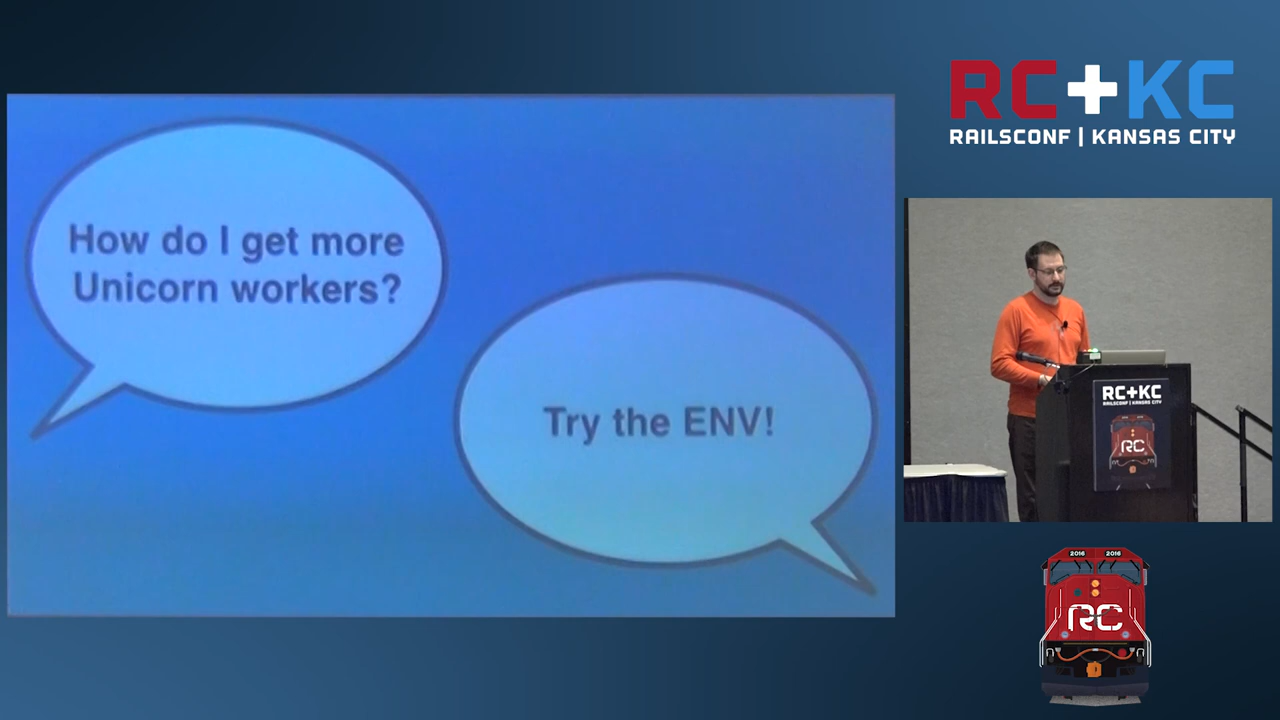 How do I get more
Unicorn workers?
Try the ENV!
RC+KC
RAILSCONF | KANSAS CITY
RC+KC
RAILSCONF | KANSAS CITY
RC
2016 2016
RC